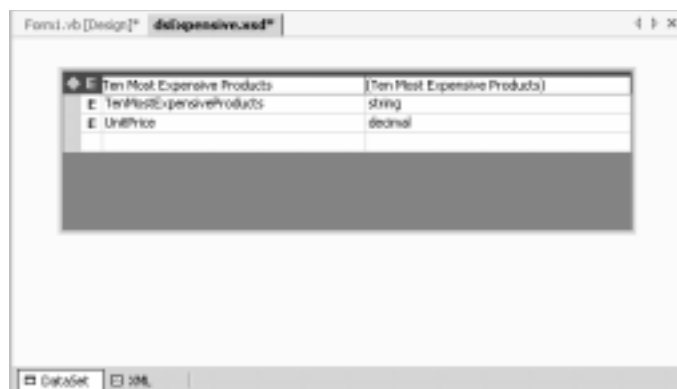 Form1.vb [Design]* dsExpensive.xsd*
E Ten Most Expensive Products (Ten Most Expensive Products)
E TenMostExpensiveProducts string
E UnitPrice decimal
DataSet XML